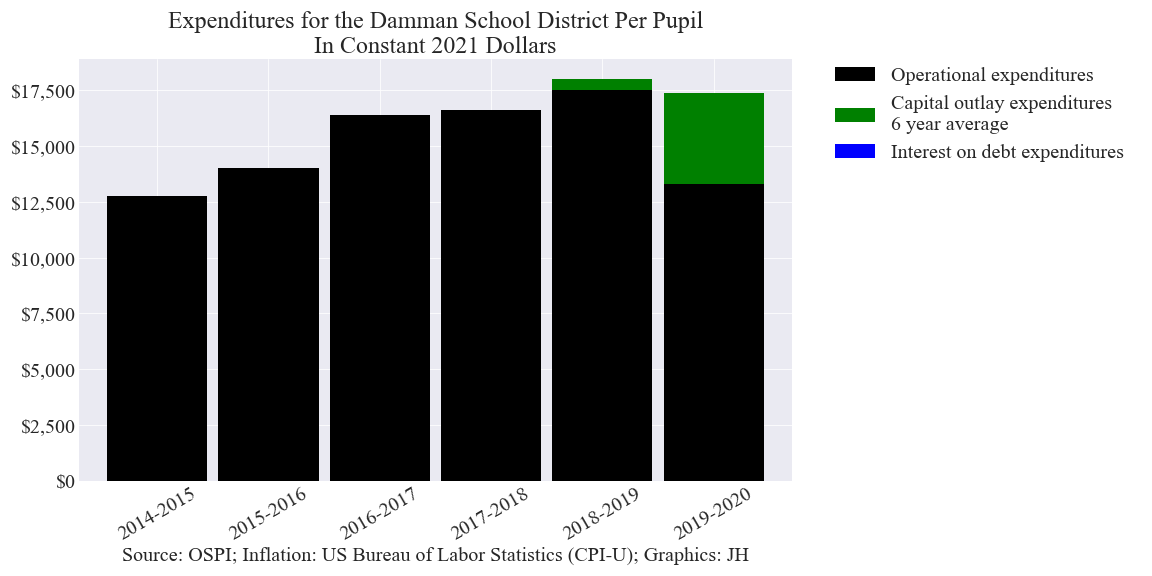 Expenditures for the Damman School District Per Pupil
In Constant 2021 Dollars
$17,500
$15,000
$12,500
$10,000
$7,500
$5,000
$2,500
$0
2014-2015
2015-2016
2016-2017
2017-2018
2018-2019
2019-2020
Source: OSPI; Inflation: US Bureau of Labor Statistics (CPI-U); Graphics: JH
Operational expenditures
Capital outlay expenditures
6 year average
Interest on debt expenditures